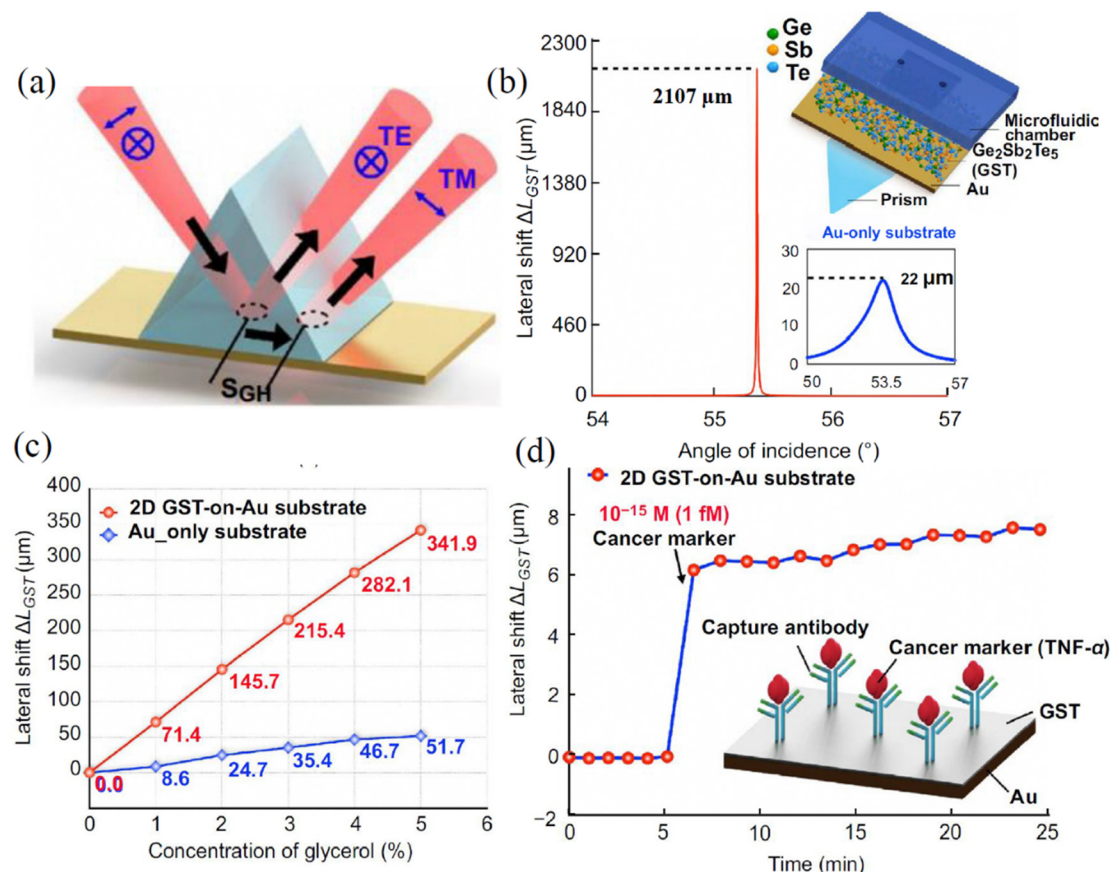 (a)
TE
TM
SGH
(b)
Ge
Sb
Te
2300
1840
1380
920
460
0
Lateral shift ΔL_GST (μm)
2107 μm
Microfluidic
chamber
Ge₂Sb₂Te₅
(GST)
Au
Prism
Au-only substrate
30
20
10
0
22 μm
50 53.5 57
54 55 56 57
Angle of incidence (°)
(c)
400
350
300
250
200
150
100
50
0
Lateral shift ΔL_GST (μm)
2D GST-on-Au substrate
Au_only substrate
341.9
282.1
215.4
145.7
71.4
0.0
8.6
24.7
35.4
46.7
51.7
0 1 2 3 4 5 6
Concentration of glycerol (%)
(d)
8
6
4
2
0
−2
Lateral shift ΔL_GST (μm)
2D GST-on-Au substrate
10⁻¹⁵ M (1 fM)
Cancer marker
Capture antibody
Cancer marker (TNF-α)
GST
Au
0 5 10 15 20 25
Time (min)